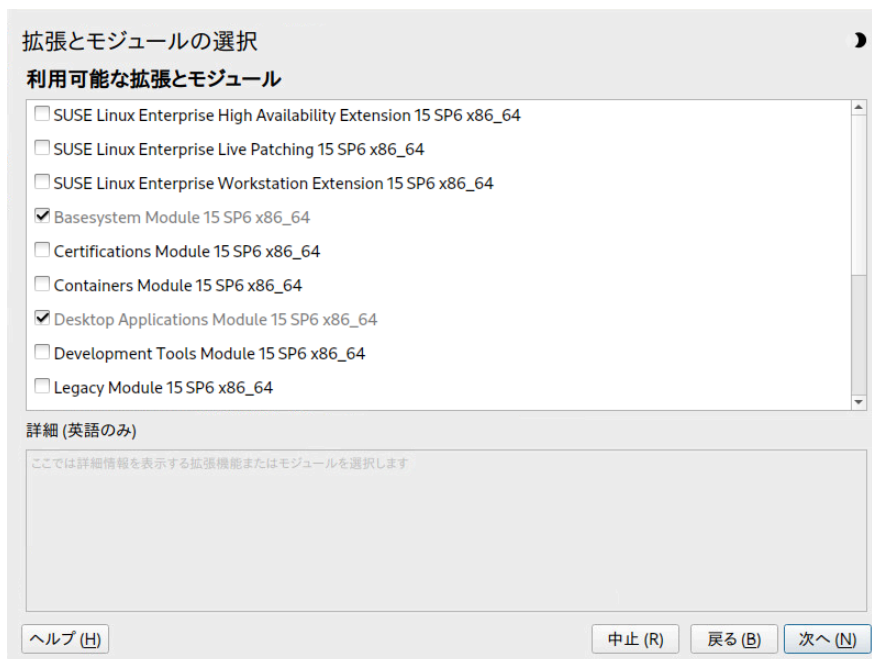 拡張とモジュールの選択
利用可能な拡張とモジュール
SUSE Linux Enterprise High Availability Extension 15 SP6 x86_64
SUSE Linux Enterprise Live Patching 15 SP6 x86_64
SUSE Linux Enterprise Workstation Extension 15 SP6 x86_64
Basesystem Module 15 SP6 x86_64
Certifications Module 15 SP6 x86_64
Containers Module 15 SP6 x86_64
Desktop Applications Module 15 SP6 x86_64
Development Tools Module 15 SP6 x86_64
Legacy Module 15 SP6 x86_64
詳細 (英語のみ)
ここでは詳細情報を表示する拡張機能またはモジュールを選択します
ヘルプ (H) 中止 (R) 戻る (B) 次へ (N)